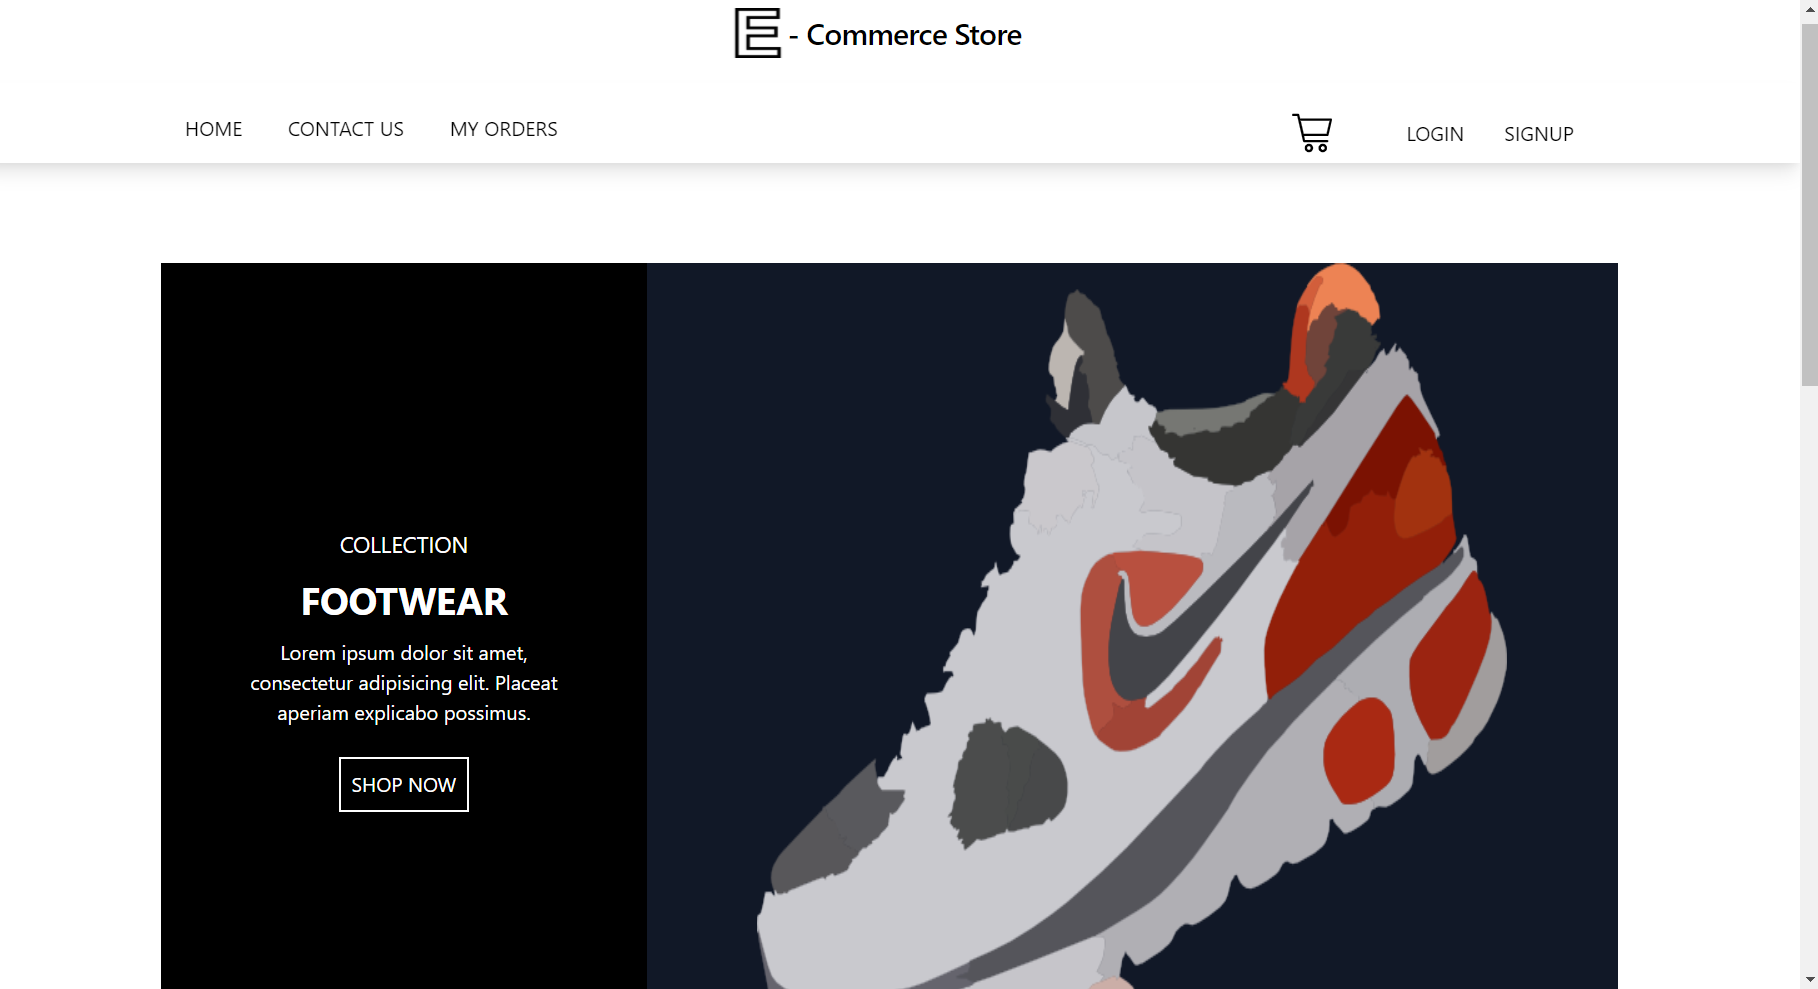 E - Commerce Store
HOME CONTACT US MY ORDERS LOGIN SIGNUP
COLLECTION
FOOTWEAR
Lorem ipsum dolor sit amet,
consectetur adipisicing elit. Placeat
aperiam explicabo possimus.
SHOP NOW